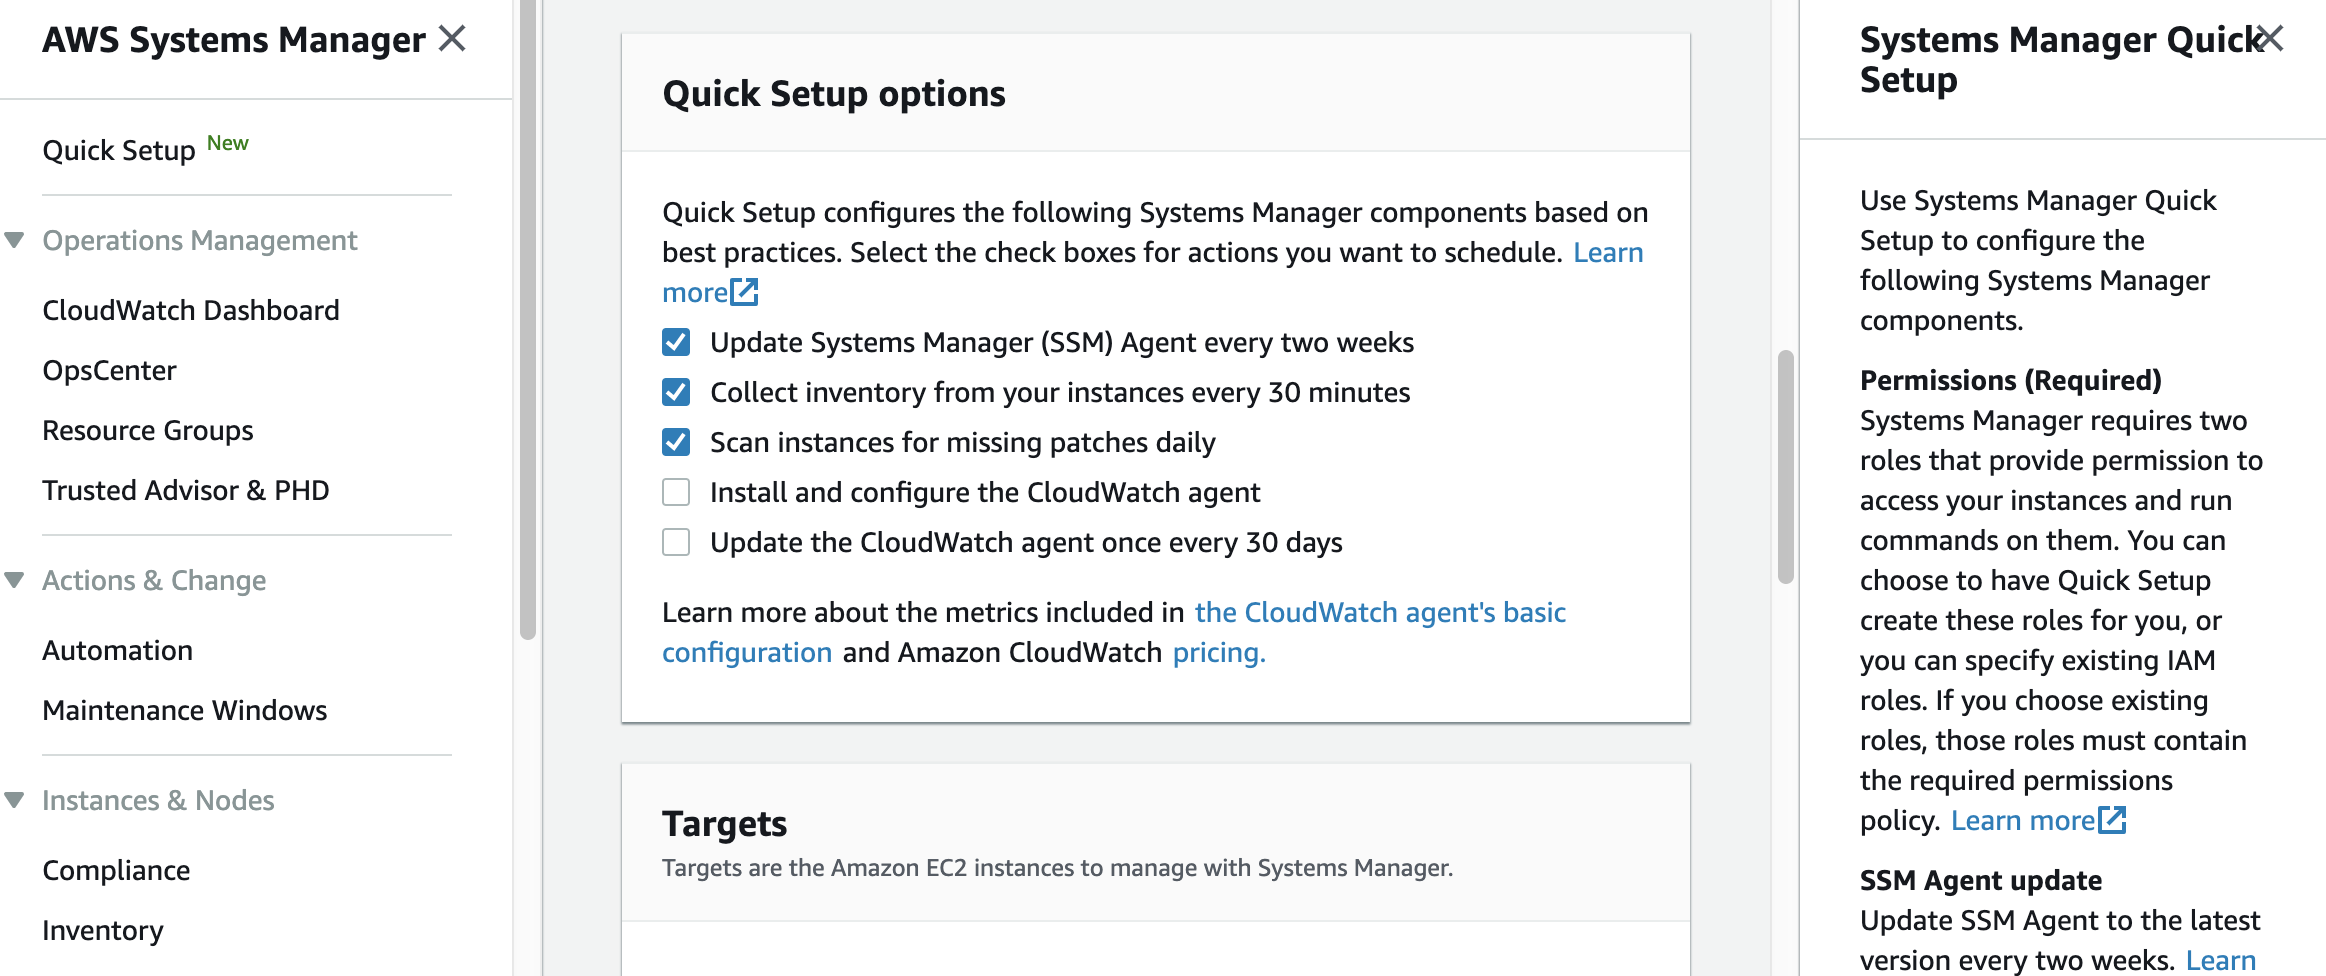 AWS Systems Manager
Quick Setup New
Operations Management
CloudWatch Dashboard
OpsCenter
Resource Groups
Trusted Advisor & PHD
Actions & Change
Automation
Maintenance Windows
Instances & Nodes
Compliance
Inventory
Quick Setup options
Quick Setup configures the following Systems Manager components based on
best practices. Select the check boxes for actions you want to schedule. Learn
more
Update Systems Manager (SSM) Agent every two weeks
Collect inventory from your instances every 30 minutes
Scan instances for missing patches daily
Install and configure the CloudWatch agent
Update the CloudWatch agent once every 30 days
Learn more about the metrics included in the CloudWatch agent's basic
configuration and Amazon CloudWatch pricing.
Targets
Targets are the Amazon EC2 instances to manage with Systems Manager.
Systems Manager Quick
Setup
Use Systems Manager Quick
Setup to configure the
following Systems Manager
components.
Permissions (Required)
Systems Manager requires two
roles that provide permission to
access your instances and run
commands on them. You can
choose to have Quick Setup
create these roles for you, or
you can specify existing IAM
roles. If you choose existing
roles, those roles must contain
the required permissions
policy. Learn more
SSM Agent update
Update SSM Agent to the latest
version every two weeks. Learn